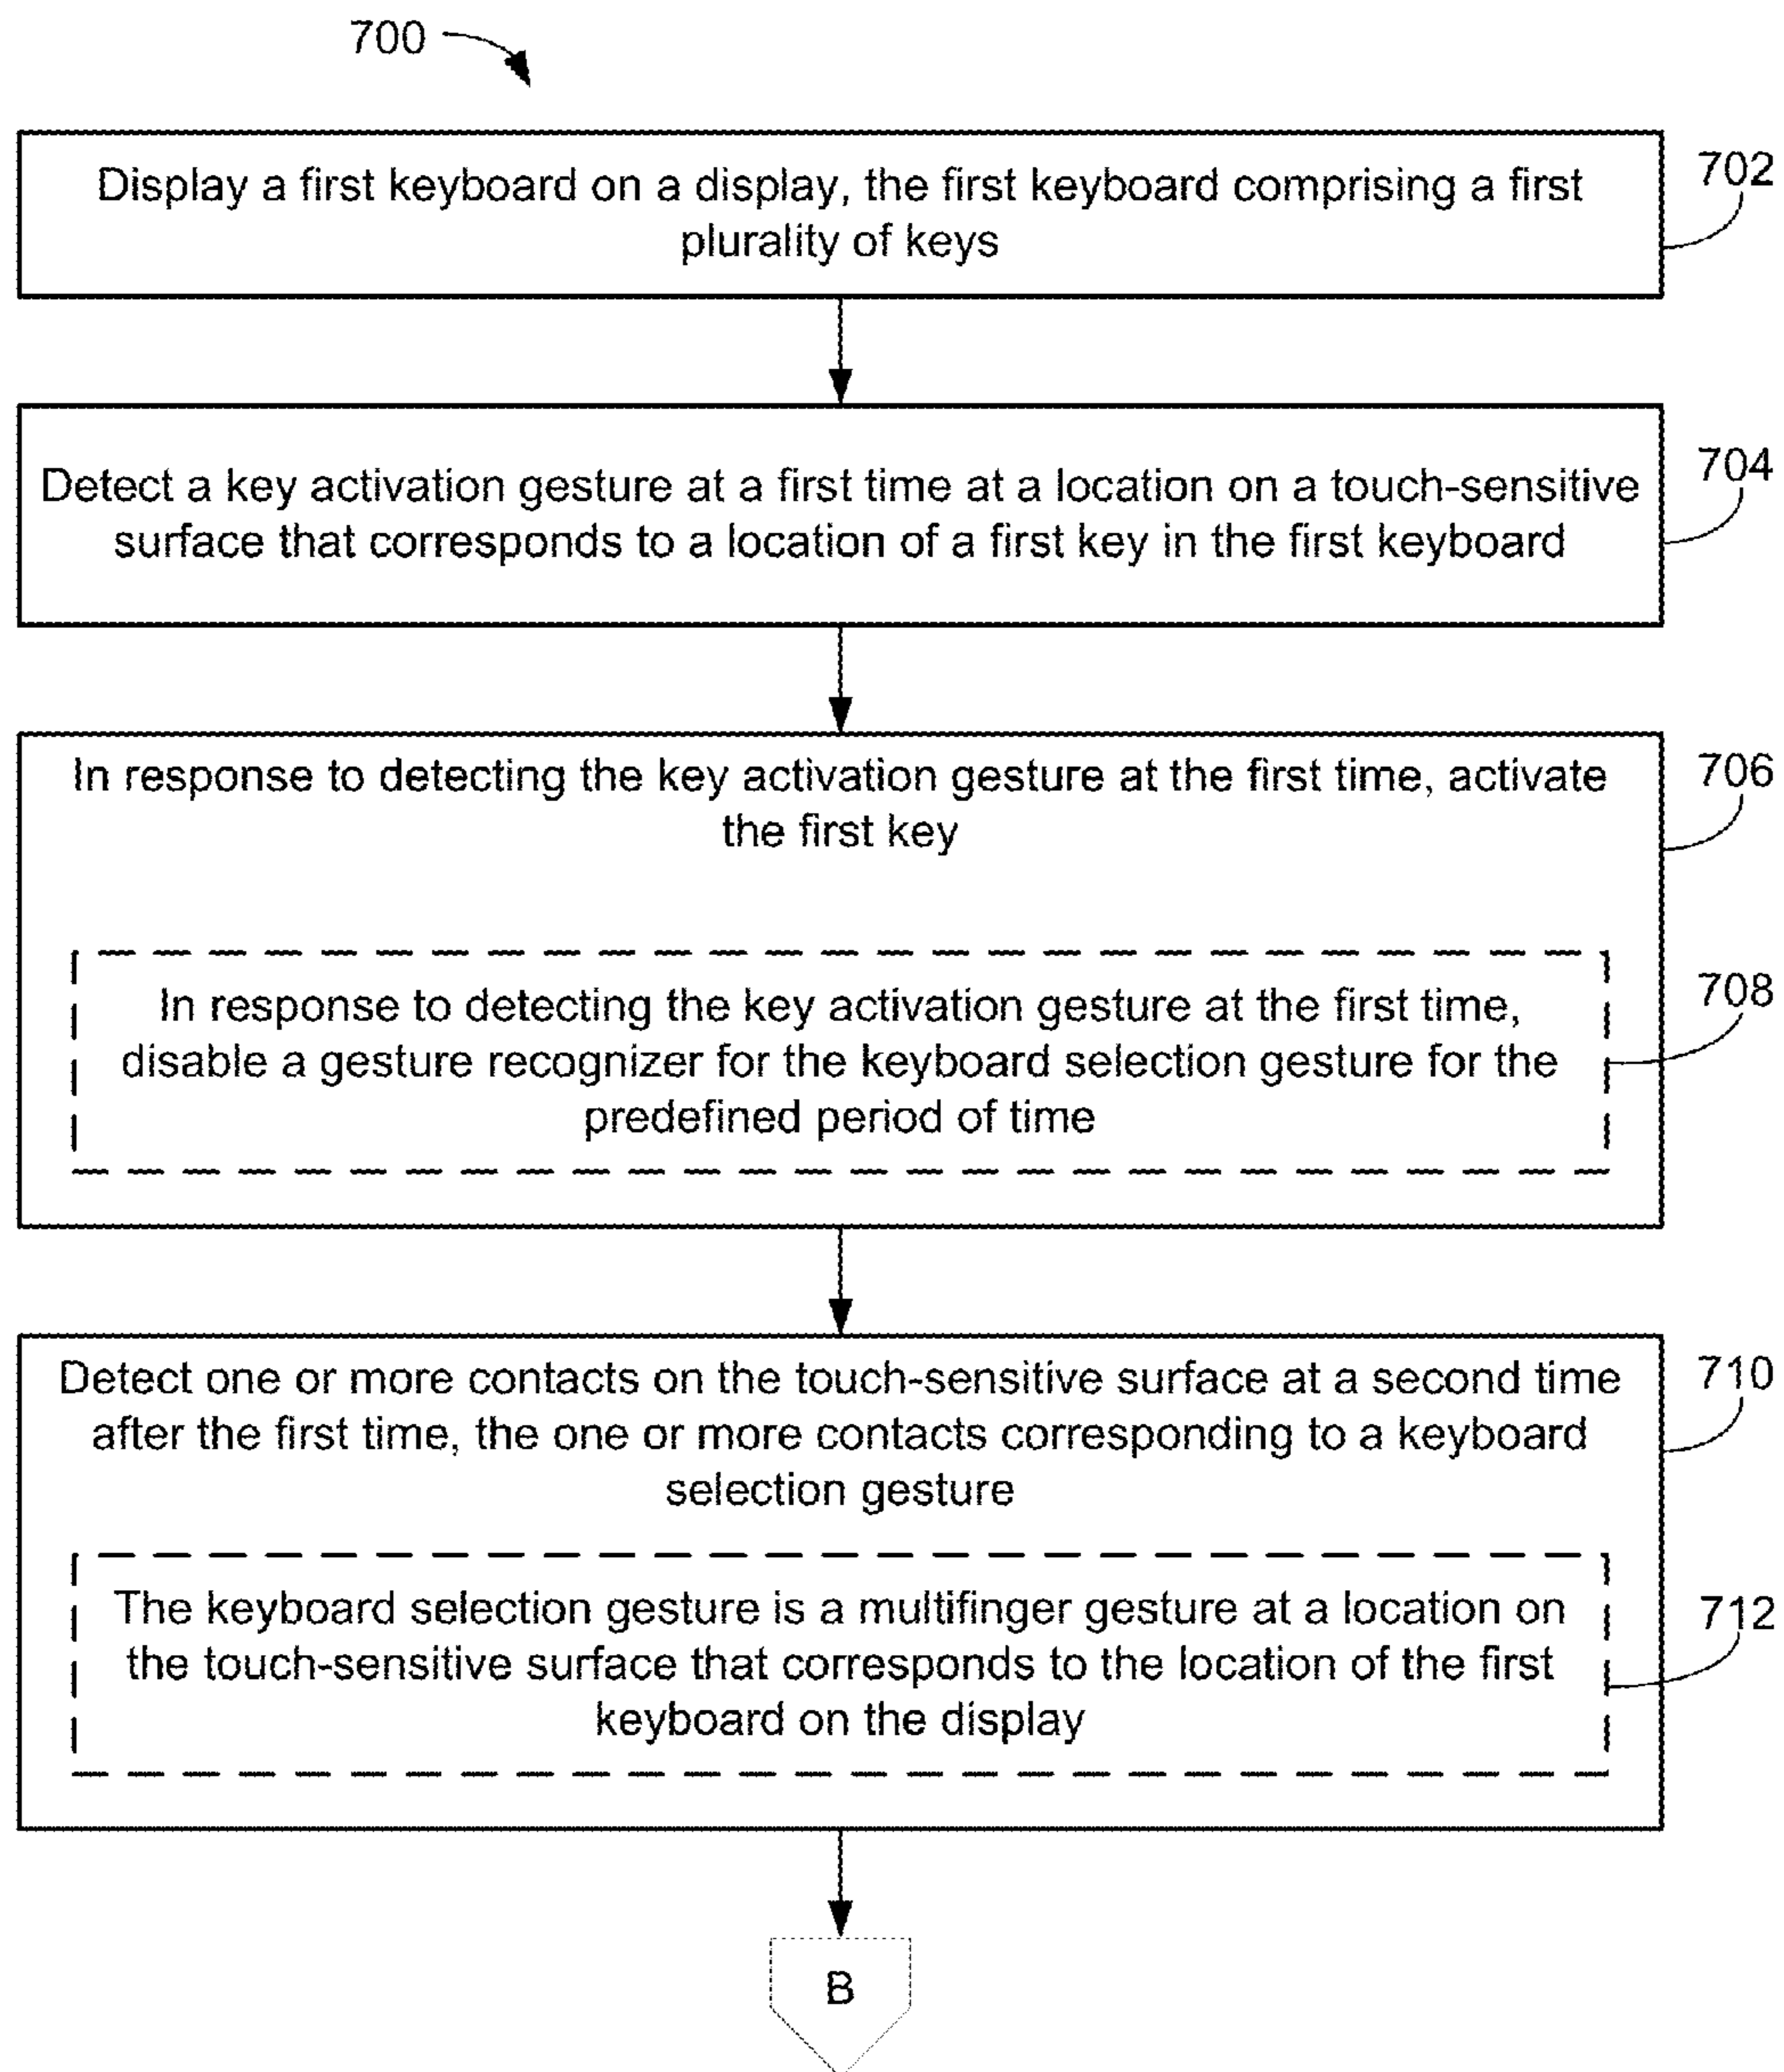 700
Display a first keyboard on a display, the first keyboard comprising a first
plurality of keys
702
Detect a key activation gesture at a first time at a location on a touch-sensitive
surface that corresponds to a location of a first key in the first keyboard
704
In response to detecting the key activation gesture at the first time, activate
the first key
706
In response to detecting the key activation gesture at the first time,
disable a gesture recognizer for the keyboard selection gesture for the
predefined period of time
708
Detect one or more contacts on the touch-sensitive surface at a second time
after the first time, the one or more contacts corresponding to a keyboard
selection gesture
710
The keyboard selection gesture is a multifinger gesture at a location on
the touch-sensitive surface that corresponds to the location of the first
keyboard on the display
712
B